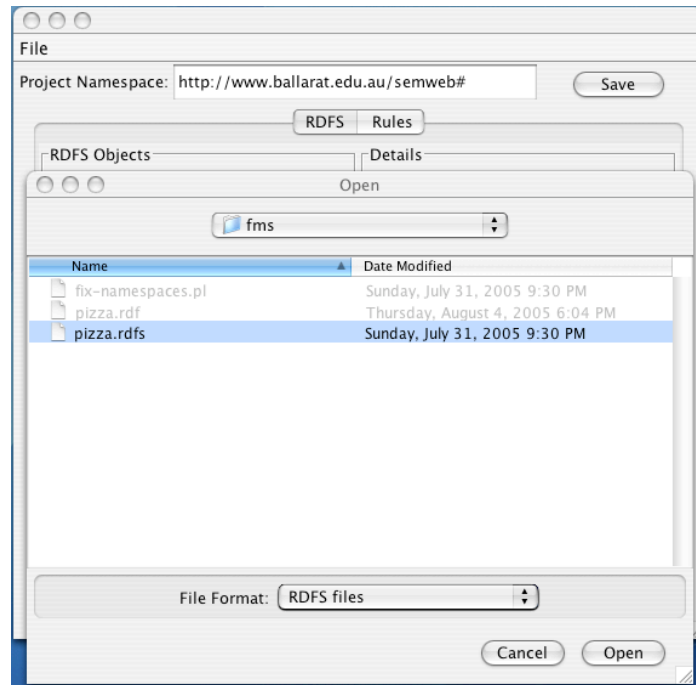 File
Project Namespace: http://www.ballarat.edu.au/semweb# Save
RDFS Rules
RDFS Objects Details
Open
fms
Name Date Modified
fix-namespaces.pl Sunday, July 31, 2005 9:30 PM
pizza.rdf Thursday, August 4, 2005 6:04 PM
pizza.rdfs Sunday, July 31, 2005 9:30 PM
File Format: RDFS files
Cancel Open